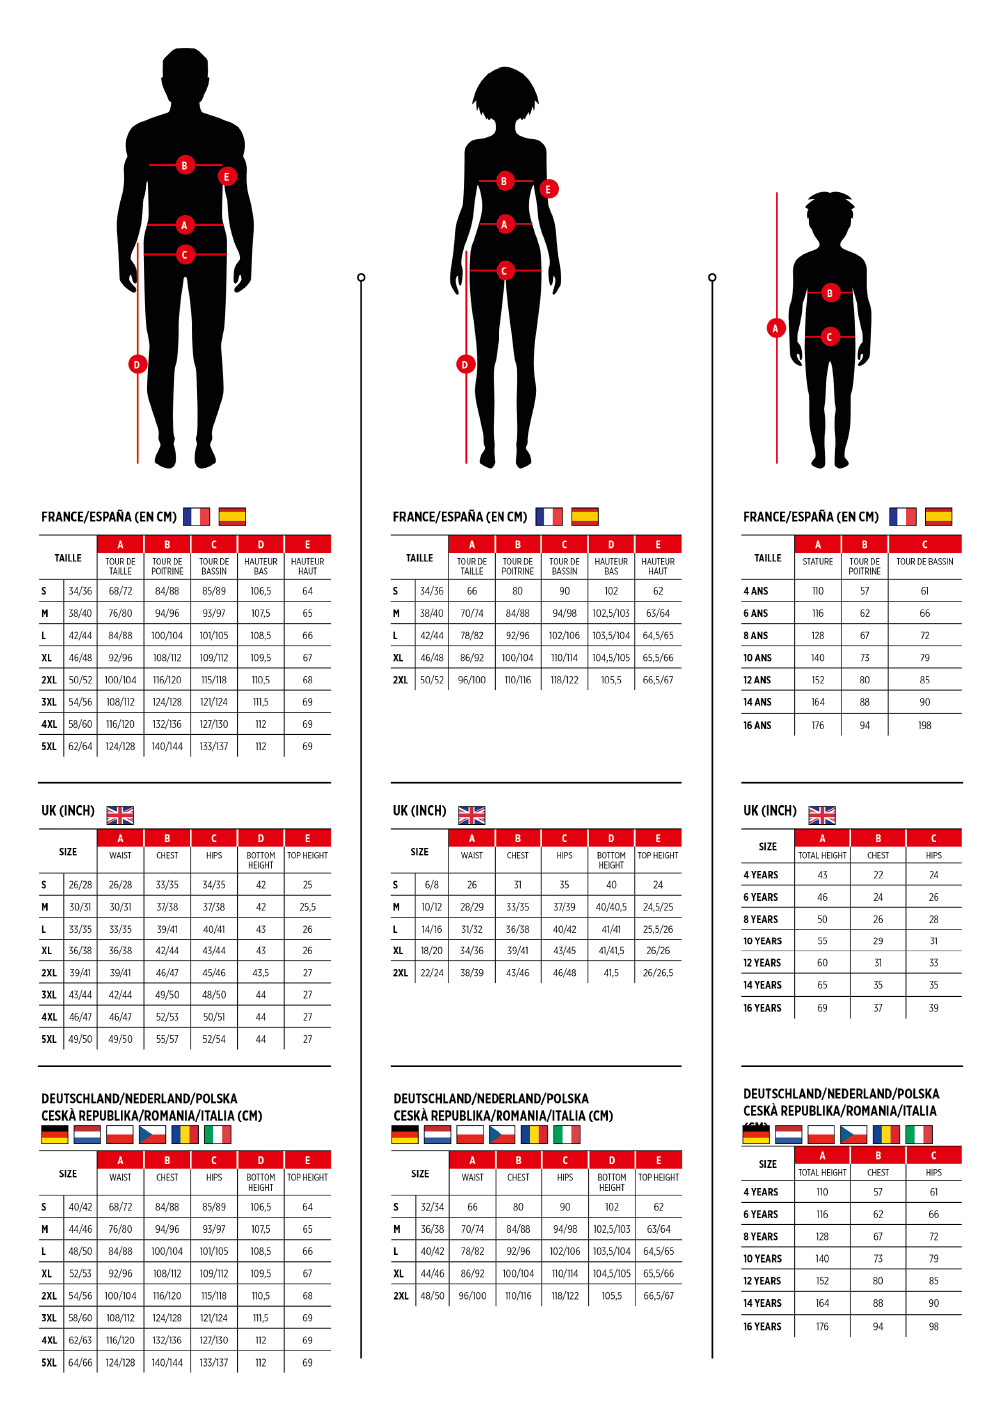 B
E
A
C
D
B
E
A
C
D
B
A
C
FRANCE/ESPAÑA (EN CM)
TAILLE A B C D E
TOUR DE TAILLE TOUR DE POITRINE TOUR DE BASSIN HAUTEUR BAS HAUTEUR HAUT
S 34/36 68/72 84/88 85/89 106,5 64
M 38/40 76/80 94/96 93/97 107,5 65
L 42/44 84/88 100/104 101/105 108,5 66
XL 46/48 92/96 108/112 109/112 109,5 67
2XL 50/52 100/104 116/120 115/118 110,5 68
3XL 54/56 108/112 124/128 121/124 111,5 69
4XL 58/60 116/120 132/136 127/130 112 69
5XL 62/64 124/128 140/144 133/137 112 69
UK (INCH)
SIZE A B C D E
WAIST CHEST HIPS BOTTOM HEIGHT TOP HEIGHT
S 26/28 26/28 33/35 34/35 42 25
M 30/31 30/31 37/38 37/38 42 25,5
L 33/35 33/35 39/41 40/41 43 26
XL 36/38 36/38 42/44 43/44 43 26
2XL 39/41 39/41 46/47 45/46 43,5 27
3XL 43/44 42/44 49/50 48/50 44 27
4XL 46/47 46/47 52/53 50/51 44 27
5XL 49/50 49/50 55/57 52/54 44 27
DEUTSCHLAND/NEDERLAND/POLSKA
CESKÀ REPUBLIKA/ROMANIA/ITALIA (CM)
SIZE A B C D E
WAIST CHEST HIPS BOTTOM HEIGHT TOP HEIGHT
S 40/42 68/72 84/88 85/89 106,5 64
M 44/46 76/80 94/96 93/97 107,5 65
L 48/50 84/88 100/104 101/105 108,5 66
XL 52/53 92/96 108/112 109/112 109,5 67
2XL 54/56 100/104 116/120 115/118 110,5 68
3XL 58/60 108/112 124/128 121/124 111,5 69
4XL 62/63 116/120 132/136 127/130 112 69
5XL 64/66 124/128 140/144 133/137 112 69
FRANCE/ESPAÑA (EN CM)
TAILLE A B C D E
TOUR DE TAILLE TOUR DE POITRINE TOUR DE BASSIN HAUTEUR BAS HAUTEUR HAUT
S 34/36 66 80 90 102 62
M 38/40 70/74 84/88 94/98 102,5/103 63/64
L 42/44 78/82 92/96 102/106 103,5/104 64,5/65
XL 46/48 86/92 100/104 110/114 104,5/105 65,5/66
2XL 50/52 96/100 110/116 118/122 105,5 66,5/67
UK (INCH)
SIZE A B C D E
WAIST CHEST HIPS BOTTOM HEIGHT TOP HEIGHT
S 6/8 26 31 35 40 24
M 10/12 28/29 33/35 37/39 40/40,5 24,5/25
L 14/16 31/32 36/38 40/42 41/41 25,5/26
XL 18/20 34/36 39/41 43/45 41/41,5 26/26
2XL 22/24 38/39 43/46 46/48 41,5 26/26,5
DEUTSCHLAND/NEDERLAND/POLSKA
CESKÀ REPUBLIKA/ROMANIA/ITALIA (CM)
SIZE A B C D E
WAIST CHEST HIPS BOTTOM HEIGHT TOP HEIGHT
S 32/34 66 80 90 102 62
M 36/38 70/74 84/88 94/98 102,5/103 63/64
L 40/42 78/82 92/96 102/106 103,5/104 64,5/65
XL 44/46 86/92 100/104 110/114 104,5/105 65,5/66
2XL 48/50 96/100 110/116 118/122 105,5 66,5/67
FRANCE/ESPAÑA (EN CM)
TAILLE A B C
STATURE TOUR DE POITRINE TOUR DE BASSIN
4 ANS 110 57 61
6 ANS 116 62 66
8 ANS 128 67 72
10 ANS 140 73 79
12 ANS 152 80 85
14 ANS 164 88 90
16 ANS 176 94 198
UK (INCH)
SIZE A B C
TOTAL HEIGHT CHEST HIPS
4 YEARS 43 22 24
6 YEARS 46 24 26
8 YEARS 50 26 28
10 YEARS 55 29 31
12 YEARS 60 31 33
14 YEARS 65 35 35
16 YEARS 69 37 39
DEUTSCHLAND/NEDERLAND/POLSKA
CESKÀ REPUBLIKA/ROMANIA/ITALIA
SIZE A B C
TOTAL HEIGHT CHEST HIPS
4 YEARS 110 57 61
6 YEARS 116 62 66
8 YEARS 128 67 72
10 YEARS 140 73 79
12 YEARS 152 80 85
14 YEARS 164 88 90
16 YEARS 176 94 98